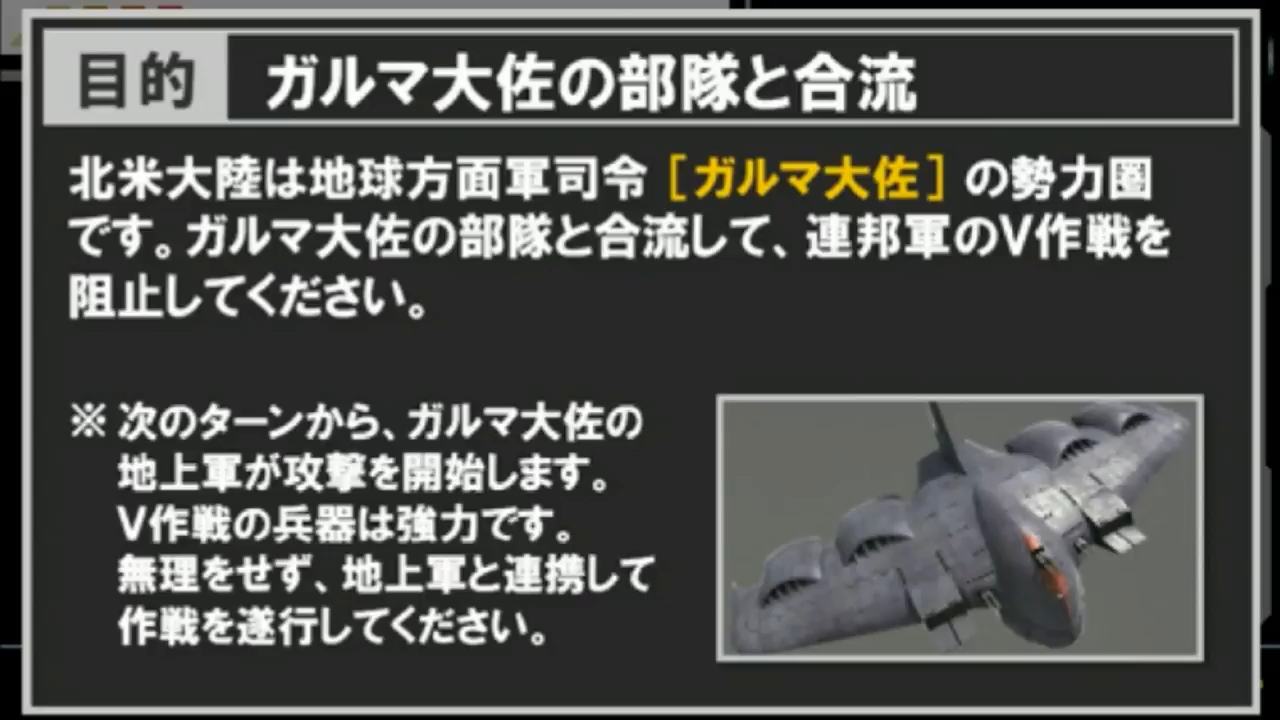 目的 ガルマ大佐の部隊と合流
北米大陸は地球方面軍司令［ガルマ大佐］の勢力圏
です。ガルマ大佐の部隊と合流して、連邦軍のV作戦を
阻止してください。
※ 次のターンから、ガルマ大佐の
地上軍が攻撃を開始します。
V作戦の兵器は強力です。
無理をせず、地上軍と連携して
作戦を遂行してください。